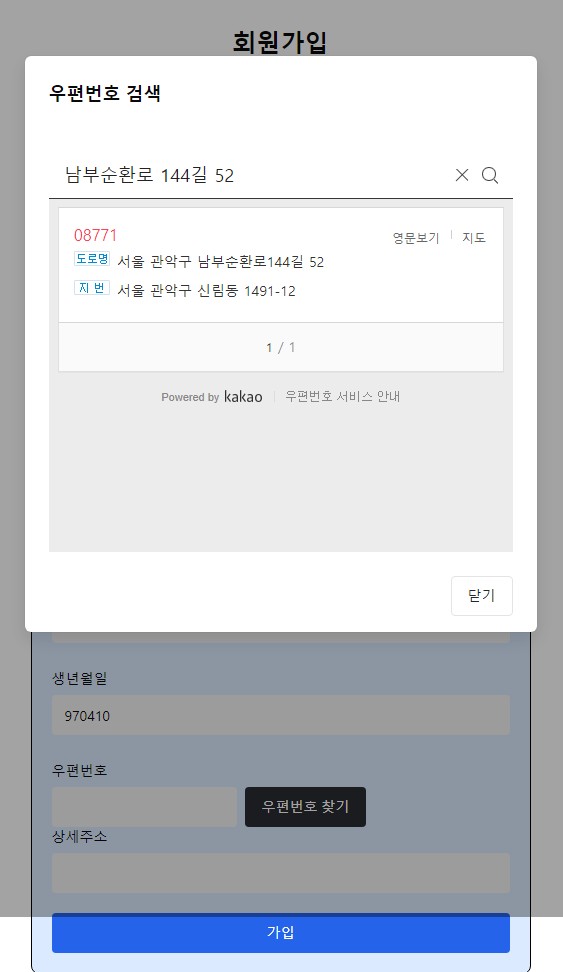 회원가입
우편번호 검색
남부순환로 144길 52
08771
영문보기 지도
도로명 서울 관악구 남부순환로144길 52
지번 서울 관악구 신림동 1491-12
1 / 1
Powered by kakao 우편번호 서비스 안내
닫기
생년월일
970410
우편번호
우편번호 찾기
상세주소
가입